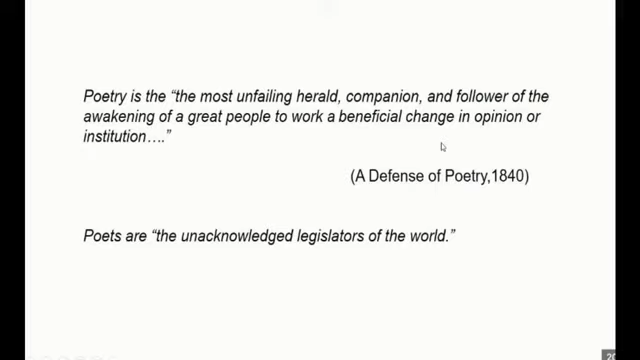 Poetry is the “the most unfailing herald, companion, and follower of the
awakening of a great people to work a beneficial change in opinion or
institution….”
(A Defense of Poetry,1840)
Poets are “the unacknowledged legislators of the world.”
20